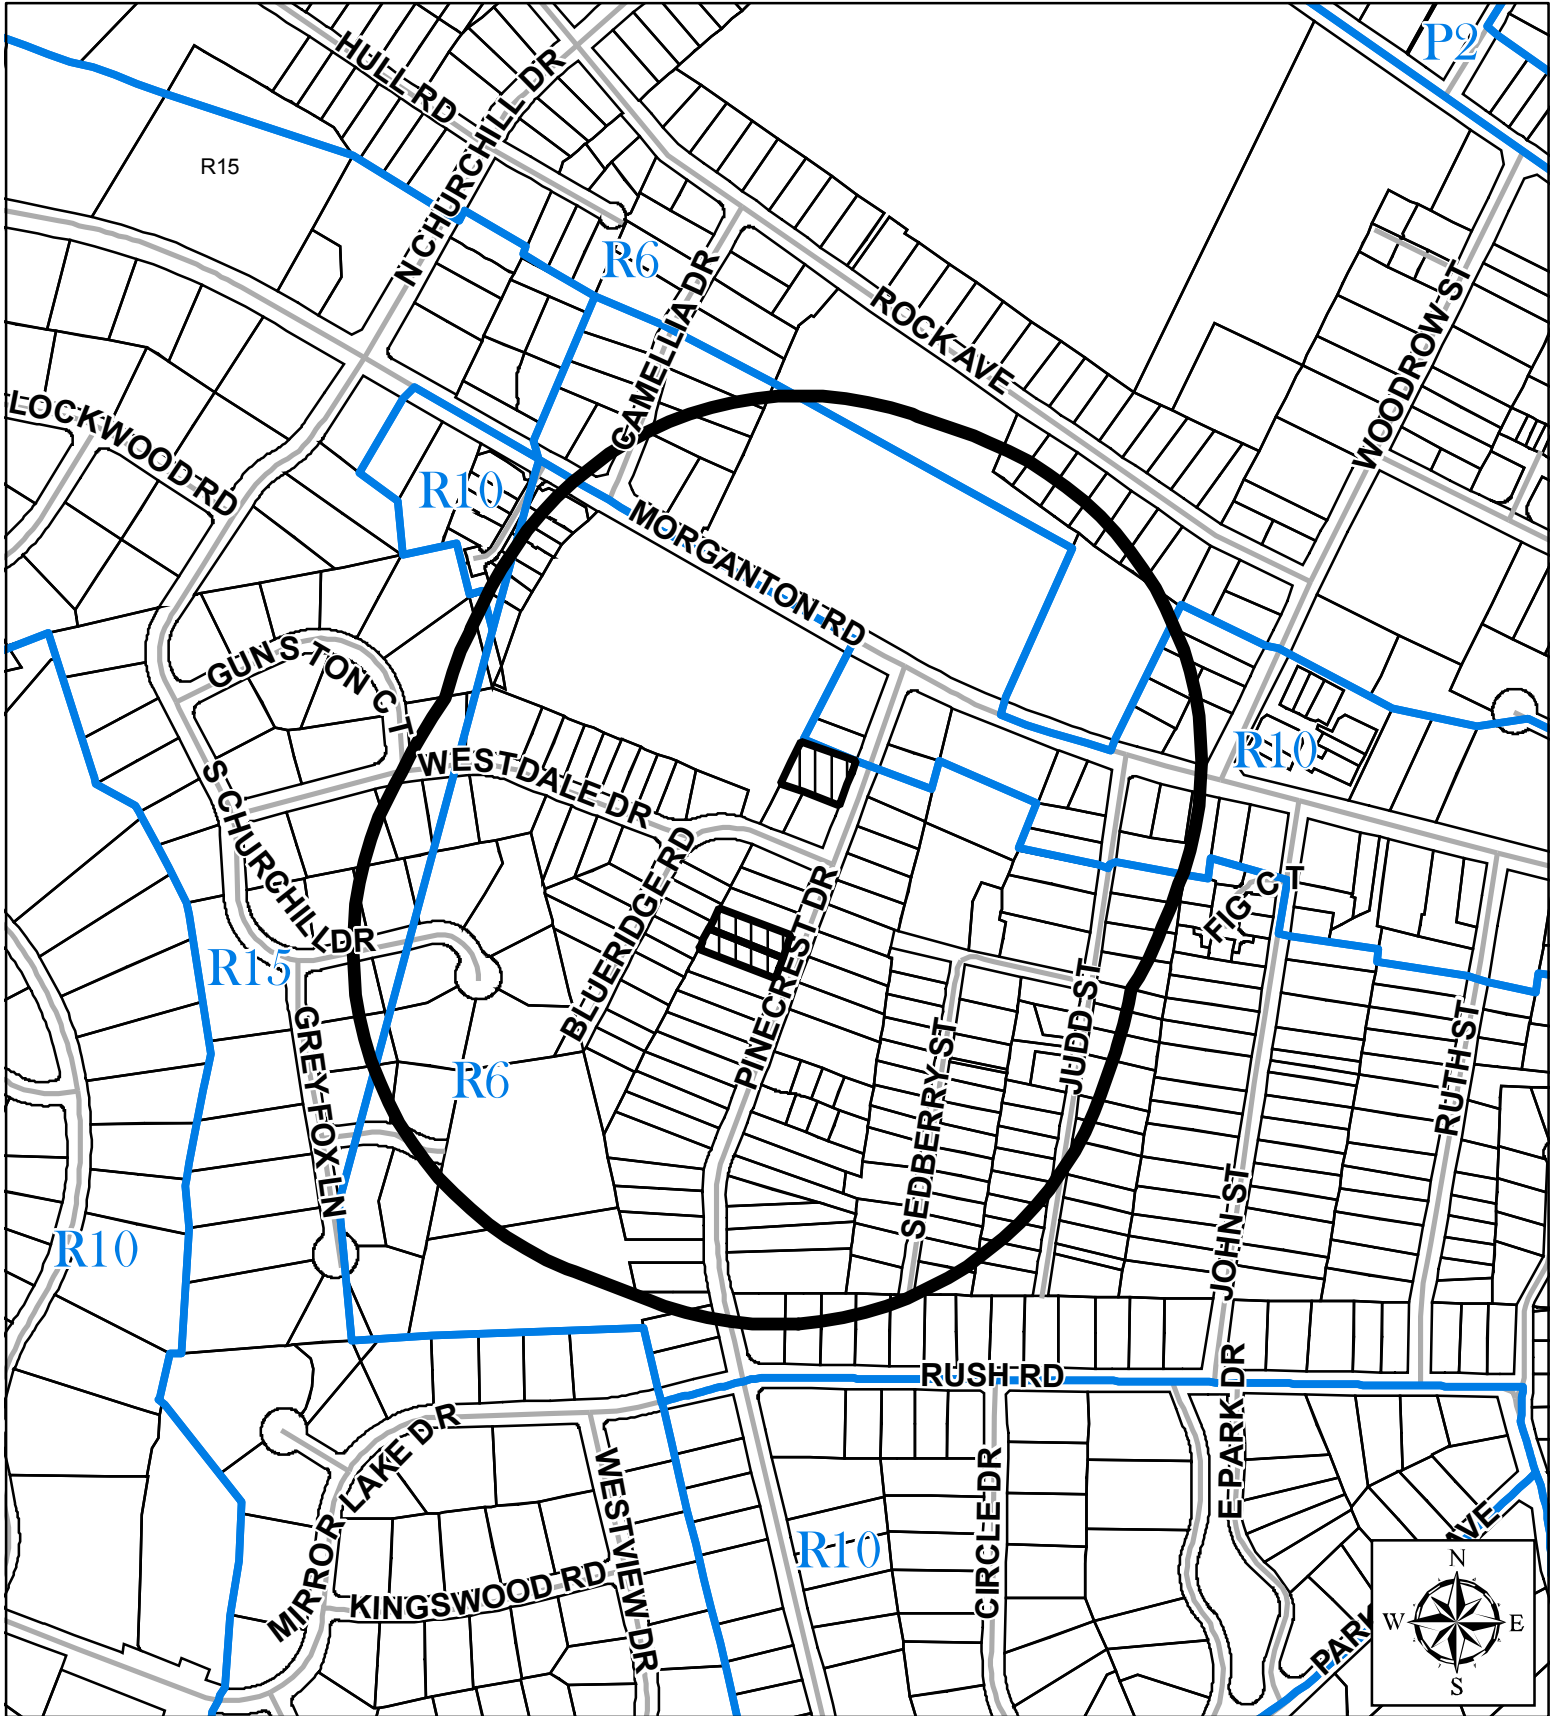 P2
HULL RD
N CHURCHILL DR
R15
R6
CAMELLIA DR
ROCK AVE
WOODROW ST
LOCKWOOD RD
R10
MORGANTON RD
GUNSTON CT
R10
WESTDALE DR
S CHURCHILL DR
BLUERIDGE RD
PINECREST DR
FIG CT
R15
GREY FOX LN
SEDBERRY ST
JUDD ST
RUTH ST
R6
JOHN ST
R10
RUSH RD
E PARK DR
MIRROR LAKE DR
WESTVIEW DR
CIRCLE DR
R10
KINGSWOOD RD
PARK AVE
N
W E
S